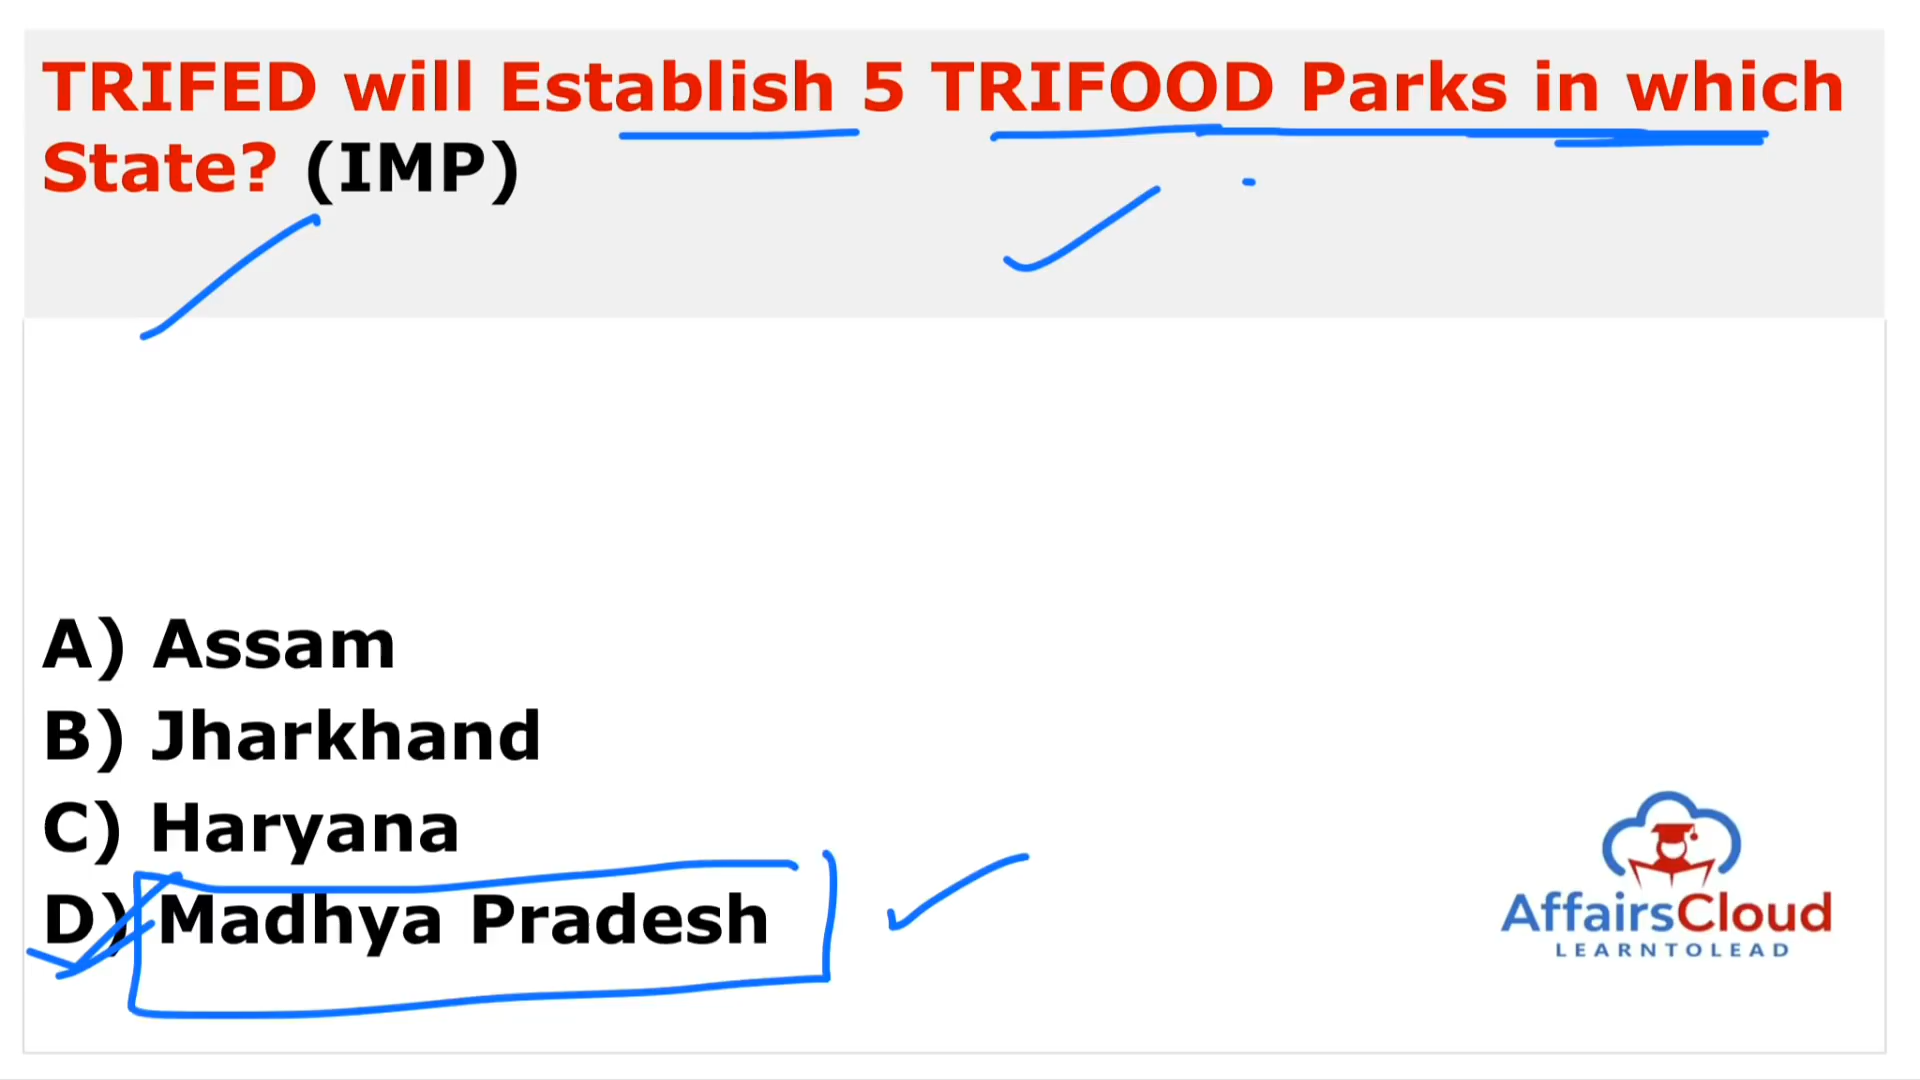 TRIFED will Establish 5 TRIFOOD Parks in which
State? (IMP)
A) Assam
B) Jharkhand
C) Haryana
D) Madhya Pradesh
AffairsCloud
LEARNTOLEAD